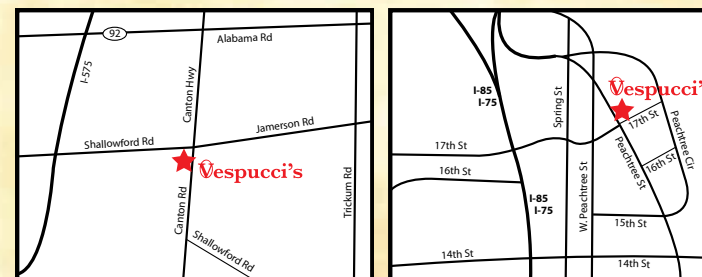 92
Alabama Rd
I-575
Canton Hwy
Jamerson Rd
Shallowford Rd
Vespucci's
Canton Rd
Trickum Rd
Shallowford Rd
I-85
I-75
Spring St
Vespucci'
17th St
Peachtree Cir
17th St
Peachtree St
16th St
16th St
W. Peachtree St
I-85
I-75
15th St
14th St
14th St